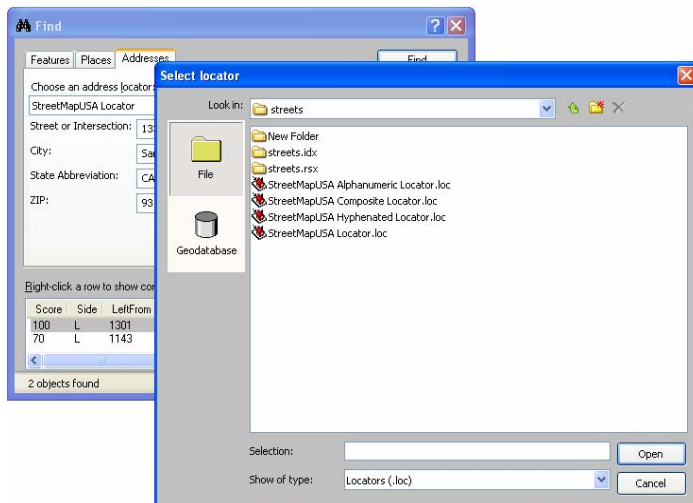 Find
Features Places Addresses
Find
Choose an address locator:
StreetMapUSA Locator
Street or Intersection:
City:
State Abbreviation: CA
ZIP: 93
Right-click a row to show con
Score Side LeftFrom
100 L 1301
70 L 1143
2 objects found
Select locator
Look in: streets
File
Geodatabase
New Folder
streets.idx
streets.rsx
StreetMapUSA Alphanumeric Locator.loc
StreetMapUSA Composite Locator.loc
StreetMapUSA Hyphenated Locator.loc
StreetMapUSA Locator.loc
Selection:
Open
Show of type: Locators (.loc)
Cancel